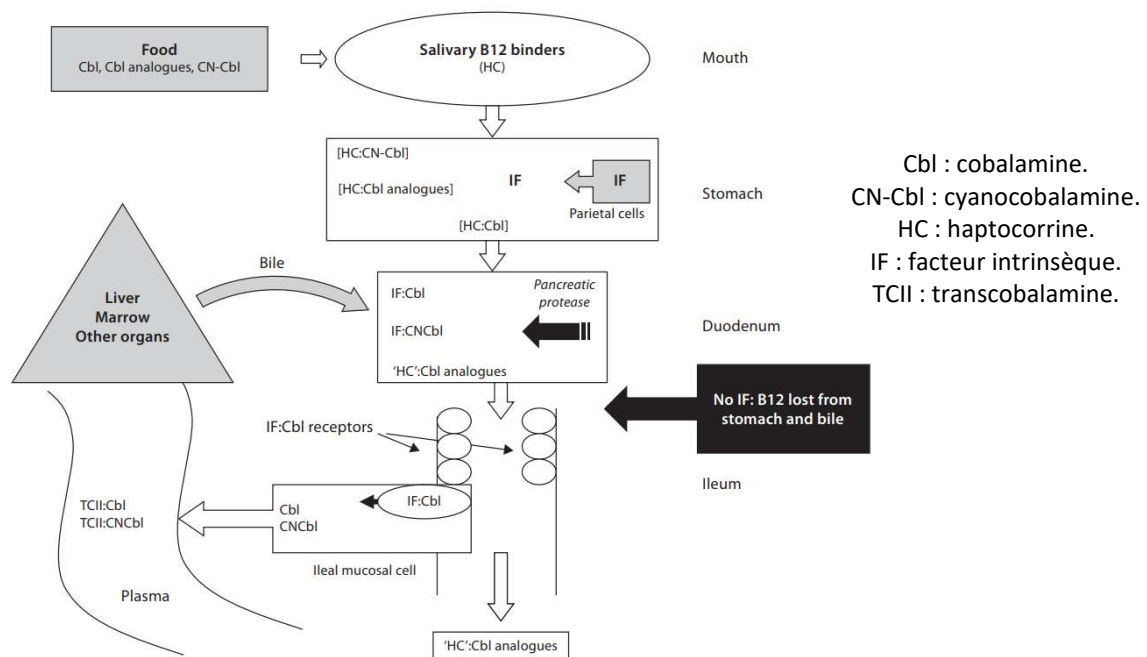 Food
Cbl, Cbl analogues, CN-Cbl
Salivary B12 binders
(HC)
Mouth
[HC:CN-Cbl]
[HC:Cbl analogues]
IF
IF
Parietal cells
[HC:Cbl]
Stomach
Cbl : cobalamine.
CN-Cbl : cyanocobalamine.
HC : haptocorrine.
IF : facteur intrinsèque.
TCII : transcobalamine.
Bile
Liver
Marrow
Other organs
IF:Cbl
IF:CNCbl
'HC':Cbl analogues
Pancreatic
protease
Duodenum
No IF: B12 lost from
stomach and bile
IF:Cbl receptors
Ileum
TCII:Cbl
TCII:CNCbl
Cbl
CNCbl
IF:Cbl
Ileal mucosal cell
Plasma
'HC':Cbl analogues